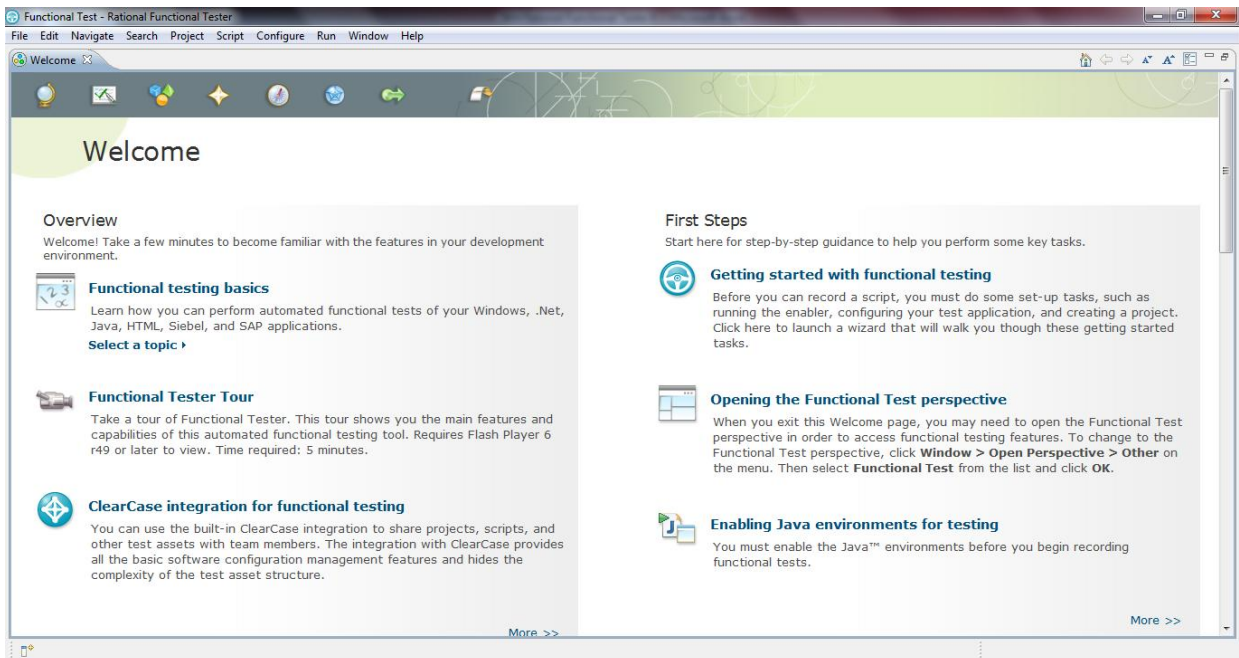 Functional Test - Rational Functional Tester
File Edit Navigate Search Project Script Configure Run Window Help
Welcome
Welcome
Overview
Welcome! Take a few minutes to become familiar with the features in your development
environment.
Functional testing basics
Learn how you can perform automated functional tests of your Windows, .Net,
Java, HTML, Siebel, and SAP applications.
Select a topic
Functional Tester Tour
Take a tour of Functional Tester. This tour shows you the main features and
capabilities of this automated functional testing tool. Requires Flash Player 6
r49 or later to view. Time required: 5 minutes.
ClearCase integration for functional testing
You can use the built-in ClearCase integration to share projects, scripts, and
other test assets with team members. The integration with ClearCase provides
all the basic software configuration management features and hides the
complexity of the test asset structure.
More >>
First Steps
Start here for step-by-step guidance to help you perform some key tasks.
Getting started with functional testing
Before you can record a script, you must do some set-up tasks, such as
running the enabler, configuring your test application, and creating a project.
Click here to launch a wizard that will walk you though these getting started
tasks.
Opening the Functional Test perspective
When you exit this Welcome page, you may need to open the Functional Test
perspective in order to access functional testing features. To change to the
Functional Test perspective, click Window > Open Perspective > Other on
the menu. Then select Functional Test from the list and click OK.
Enabling Java environments for testing
You must enable the Java™ environments before you begin recording
functional tests.
More >>